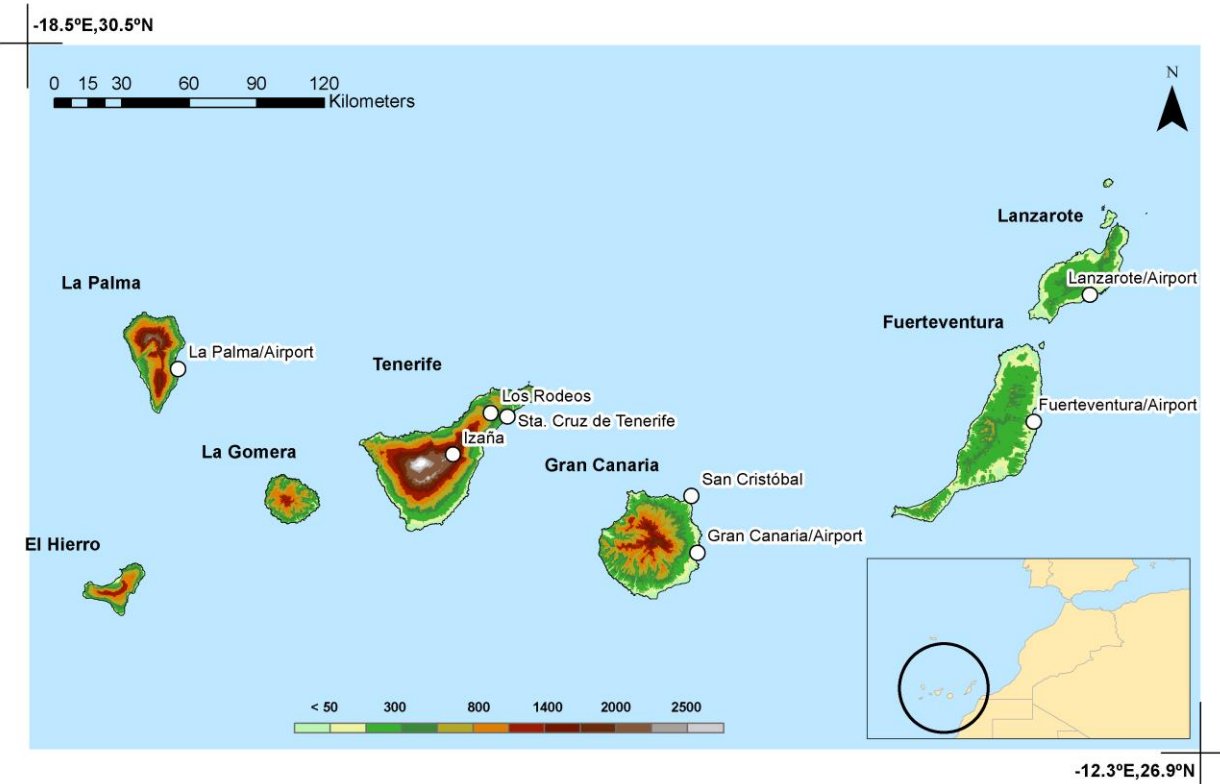 -18.5ºE,30.5ºN
0 15 30 60 90 120
Kilometers
N
Lanzarote
Lanzarote/Airport
La Palma
La Palma/Airport
Fuerteventura
Fuerteventura/Airport
Tenerife
Los Rodeos
Sta. Cruz de Tenerife
Izaña
La Gomera
Gran Canaria
San Cristóbal
Gran Canaria/Airport
El Hierro
< 50 300 800 1400 2000 2500
-12.3ºE,26.9ºN